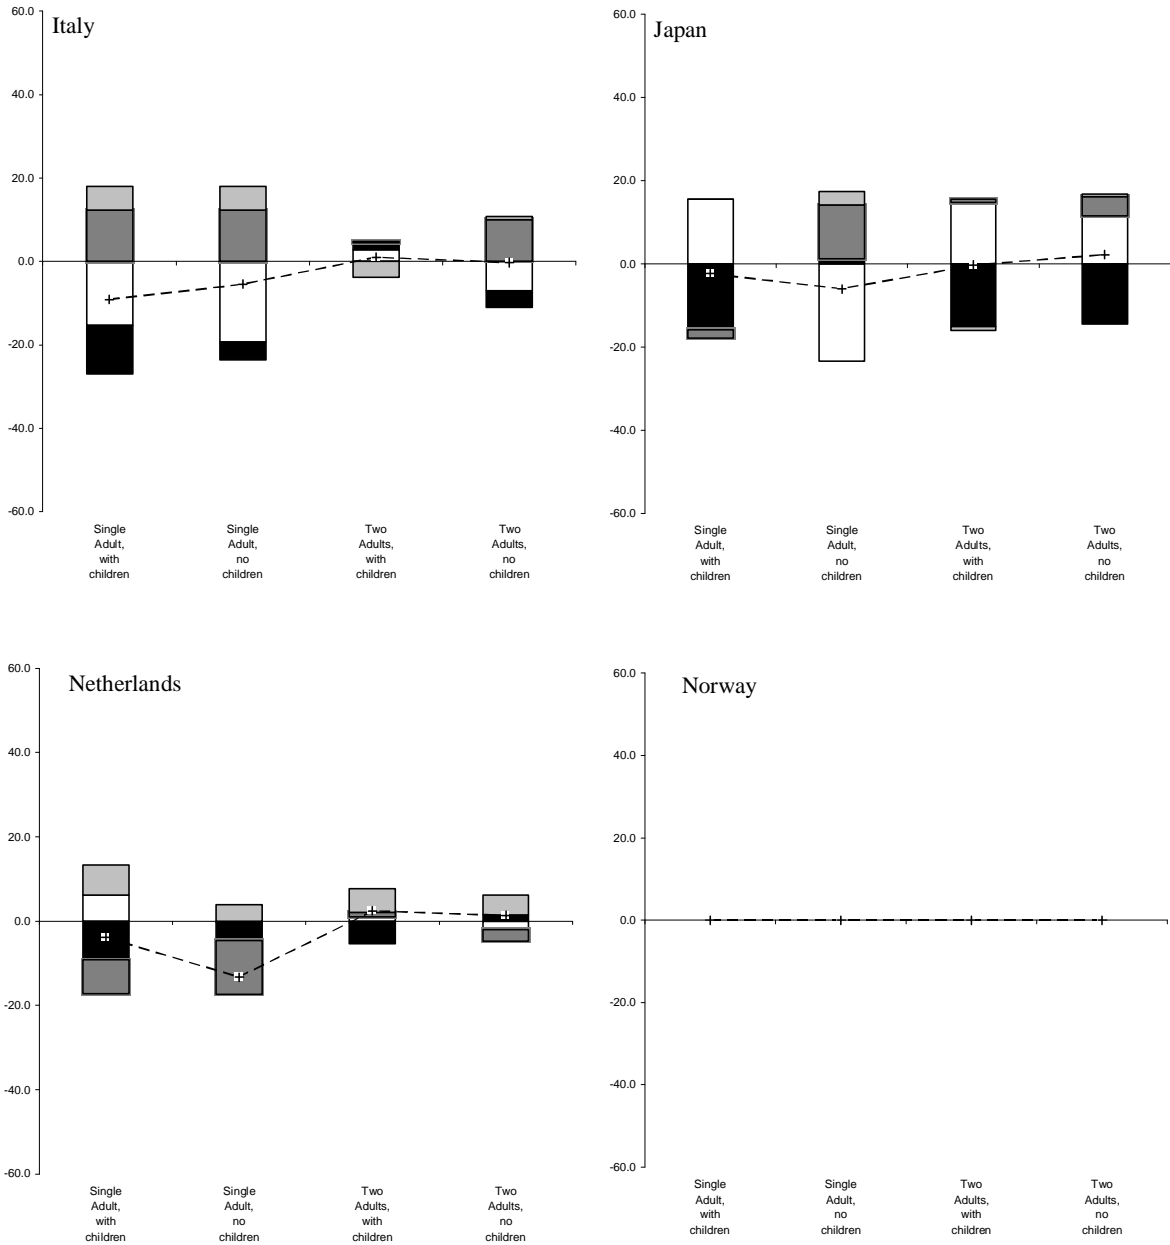 Italy
60.0
40.0
20.0
0.0
-20.0
-40.0
-60.0
Single
Adult,
with
children
Single
Adult,
no
children
Two
Adults,
with
children
Two
Adults,
no
children
Japan
60.0
40.0
20.0
0.0
-20.0
-40.0
-60.0
Single
Adult,
with
children
Single
Adult,
no
children
Two
Adults,
with
children
Two
Adults,
no
children
Netherlands
60.0
40.0
20.0
0.0
-20.0
-40.0
-60.0
Single
Adult,
with
children
Single
Adult,
no
children
Two
Adults,
with
children
Two
Adults,
no
children
Norway
60.0
40.0
20.0
0.0
-20.0
-40.0
-60.0
Single
Adult,
with
children
Single
Adult,
no
children
Two
Adults,
with
children
Two
Adults,
no
children